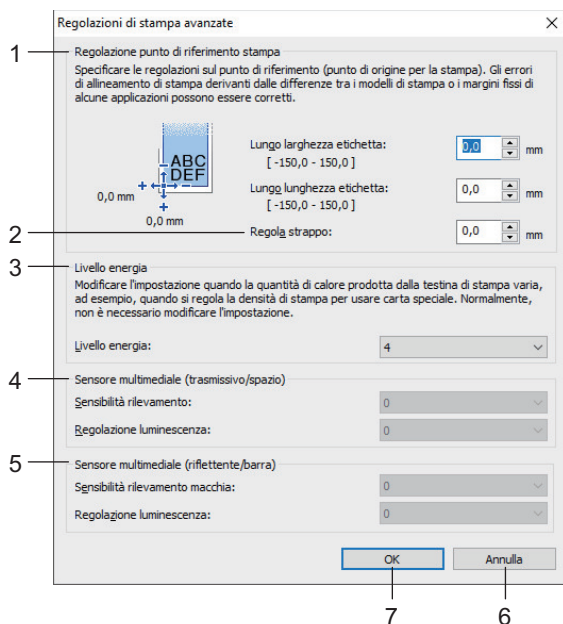 Regolazioni di stampa avanzate
1
Regolazione punto di riferimento stampa
Specificare le regolazioni sul punto di riferimento (punto di origine per la stampa). Gli errori
di allineamento di stampa derivanti dalle differenze tra i modelli di stampa o i margini fissi di
alcune applicazioni possono essere corretti.
ABC
DEF
0,0 mm
0,0 mm
Lungo larghezza etichetta:
[ -150,0 - 150,0 ]
0,0 mm
Lungo lunghezza etichetta:
[ -150,0 - 150,0 ]
0,0 mm
2
Regola strappo:
0,0 mm
3
Livello energia
Modificare l'impostazione quando la quantità di calore prodotta dalla testina di stampa varia,
ad esempio, quando si regola la densità di stampa per usare carta speciale. Normalmente,
non è necessario modificare l'impostazione.
Livello energia:
4
4
Sensore multimediale (trasmissivo/spazio)
Sensibilità rilevamento:
0
Regolazione luminescenza:
0
5
Sensore multimediale (riflettente/barra)
Sensibilità rilevamento macchia:
0
Regolazione luminescenza:
0
OK
Annulla
7
6